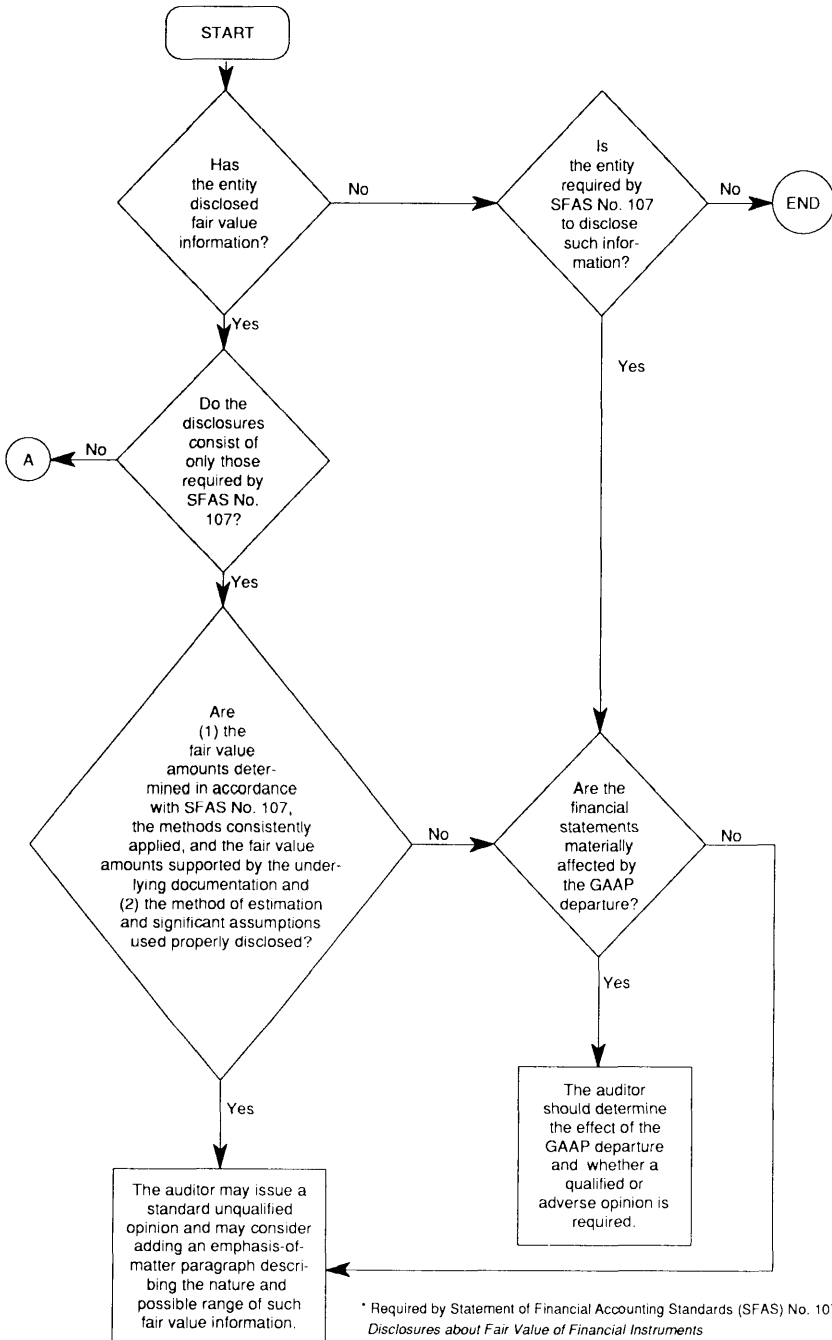 START
Has
the entity
disclosed
fair value
information?
No
Is
the entity
required by
SFAS No. 107
to disclose
such infor-
mation?
No
END
Yes
Yes
Do the
disclosures
consist of
only those
required by
SFAS No.
107?
No
A
Yes
Are
(1) the
fair value
amounts deter-
mined in accordance
with SFAS No. 107,
the methods consistently
applied, and the fair value
amounts supported by the under-
lying documentation and
(2) the method of estimation
and significant assumptions
used properly disclosed?
No
Are the
financial
statements
materially
affected by
the GAAP
departure?
No
Yes
Yes
The auditor
should determine
the effect of the
GAAP departure
and whether a
qualified or
adverse opinion is
required.
The auditor may issue a
standard unqualified
opinion and may consider
adding an emphasis-of-
matter paragraph descri-
bing the nature and
possible range of such
fair value information.
* Required by Statement of Financial Accounting Standards (SFAS) No. 10
Disclosures about Fair Value of Financial Instruments